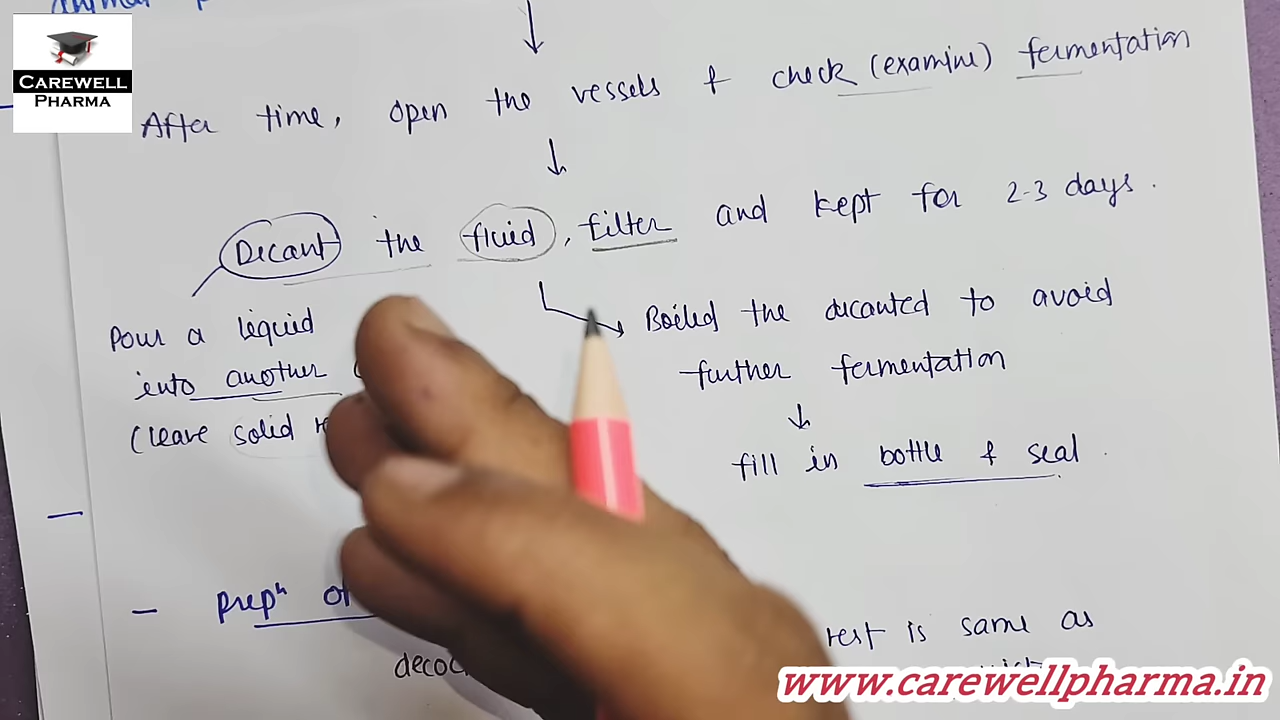 CAREWELL
PHARMA
After time, open the vessels & check (examine) fermentation
Decant the fluid, filter and kept for 2-3 days.
Pour a liquid
into another
(leave solid
Boiled the decanted to avoid
further fermentation
fill in bottle & seal.
- Prepⁿ of
rest is same as
www.carewellpharma.in